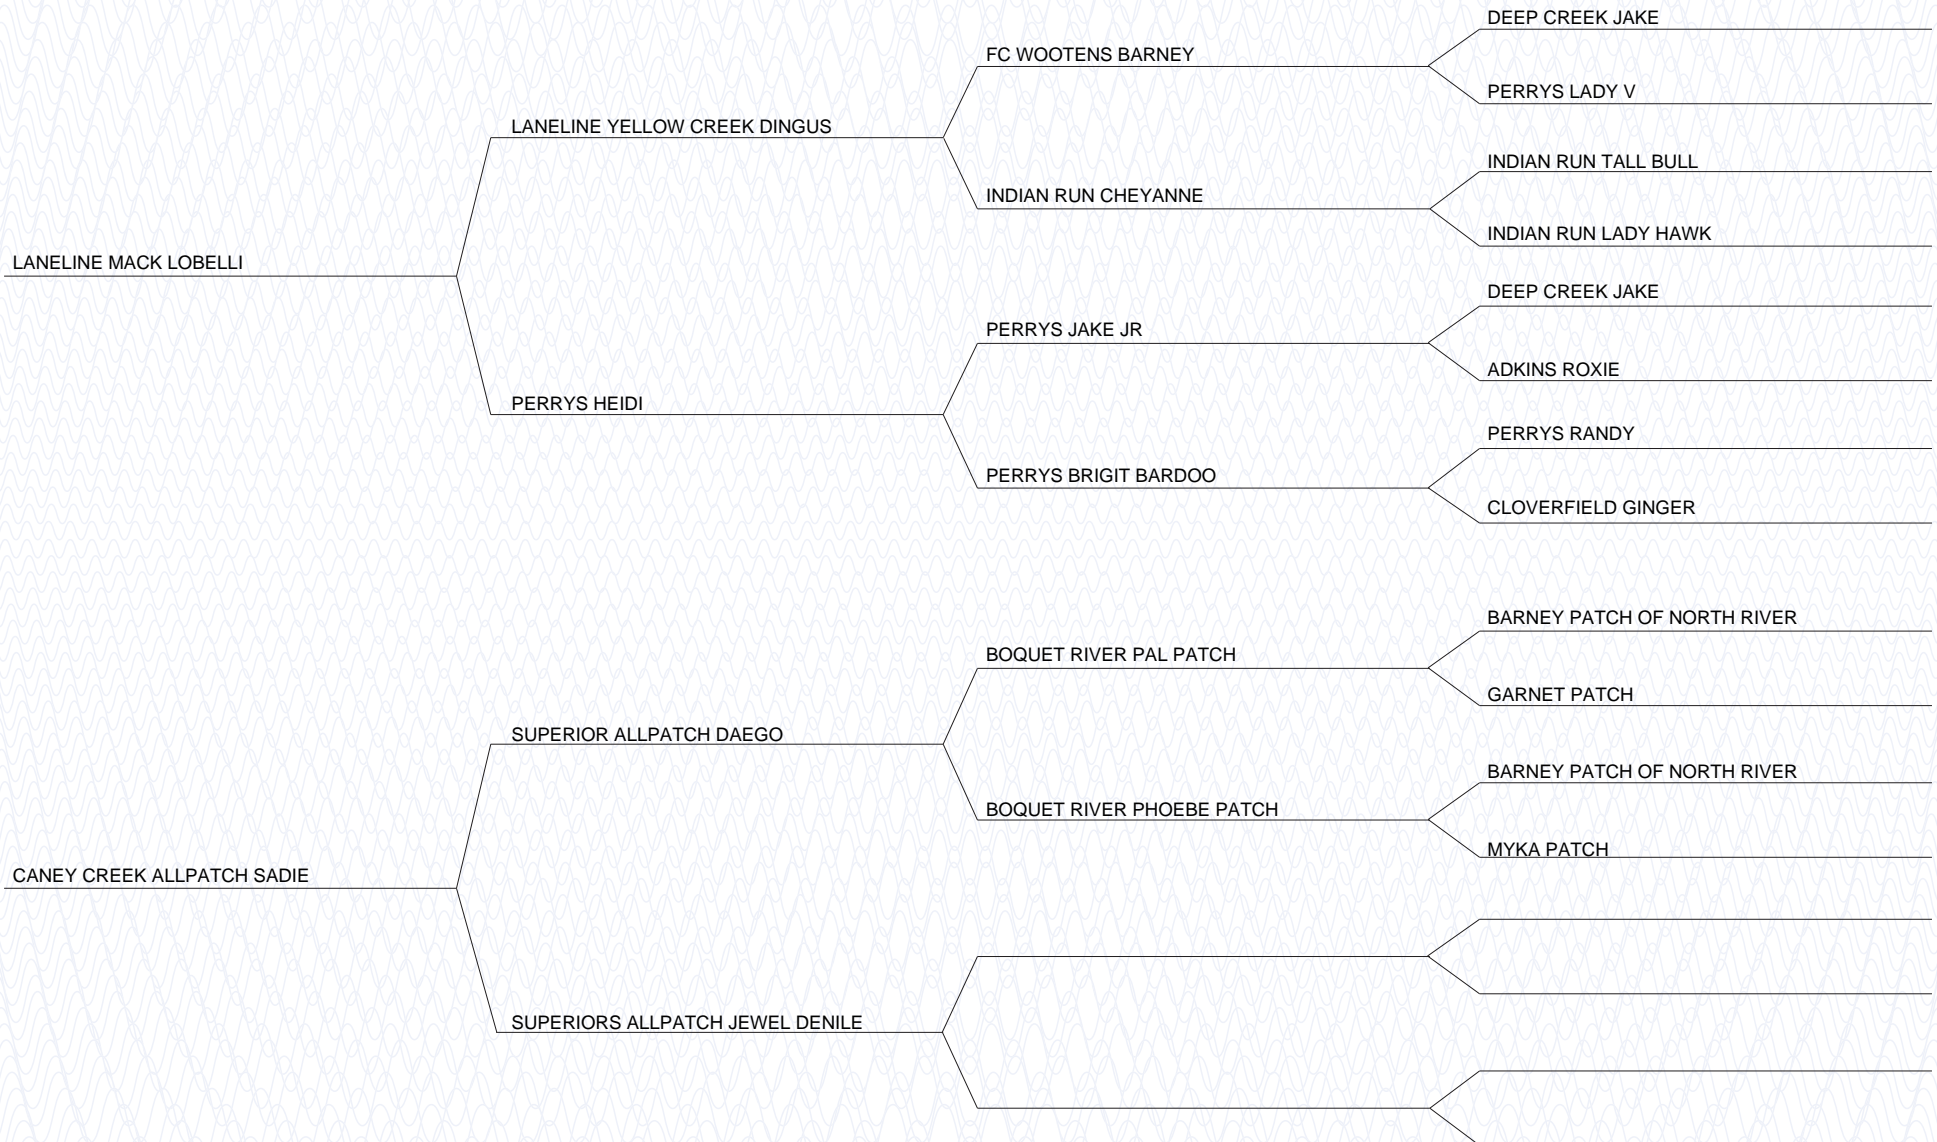 DEEP CREEK JAKE
FC WOOTENS BARNEY
PERRYS LADY V
LANELINE YELLOW CREEK DINGUS
INDIAN RUN TALL BULL
INDIAN RUN CHEYANNE
INDIAN RUN LADY HAWK
LANELINE MACK LOBELLI
DEEP CREEK JAKE
PERRYS JAKE JR
ADKINS ROXIE
PERRYS HEIDI
PERRYS RANDY
PERRYS BRIGIT BARDOO
CLOVERFIELD GINGER
BARNEY PATCH OF NORTH RIVER
BOQUET RIVER PAL PATCH
GARNET PATCH
SUPERIOR ALLPATCH DAEGO
BARNEY PATCH OF NORTH RIVER
BOQUET RIVER PHOEBE PATCH
MYKA PATCH
CANEY CREEK ALLPATCH SADIE
SUPERIORS ALLPATCH JEWEL DENILE